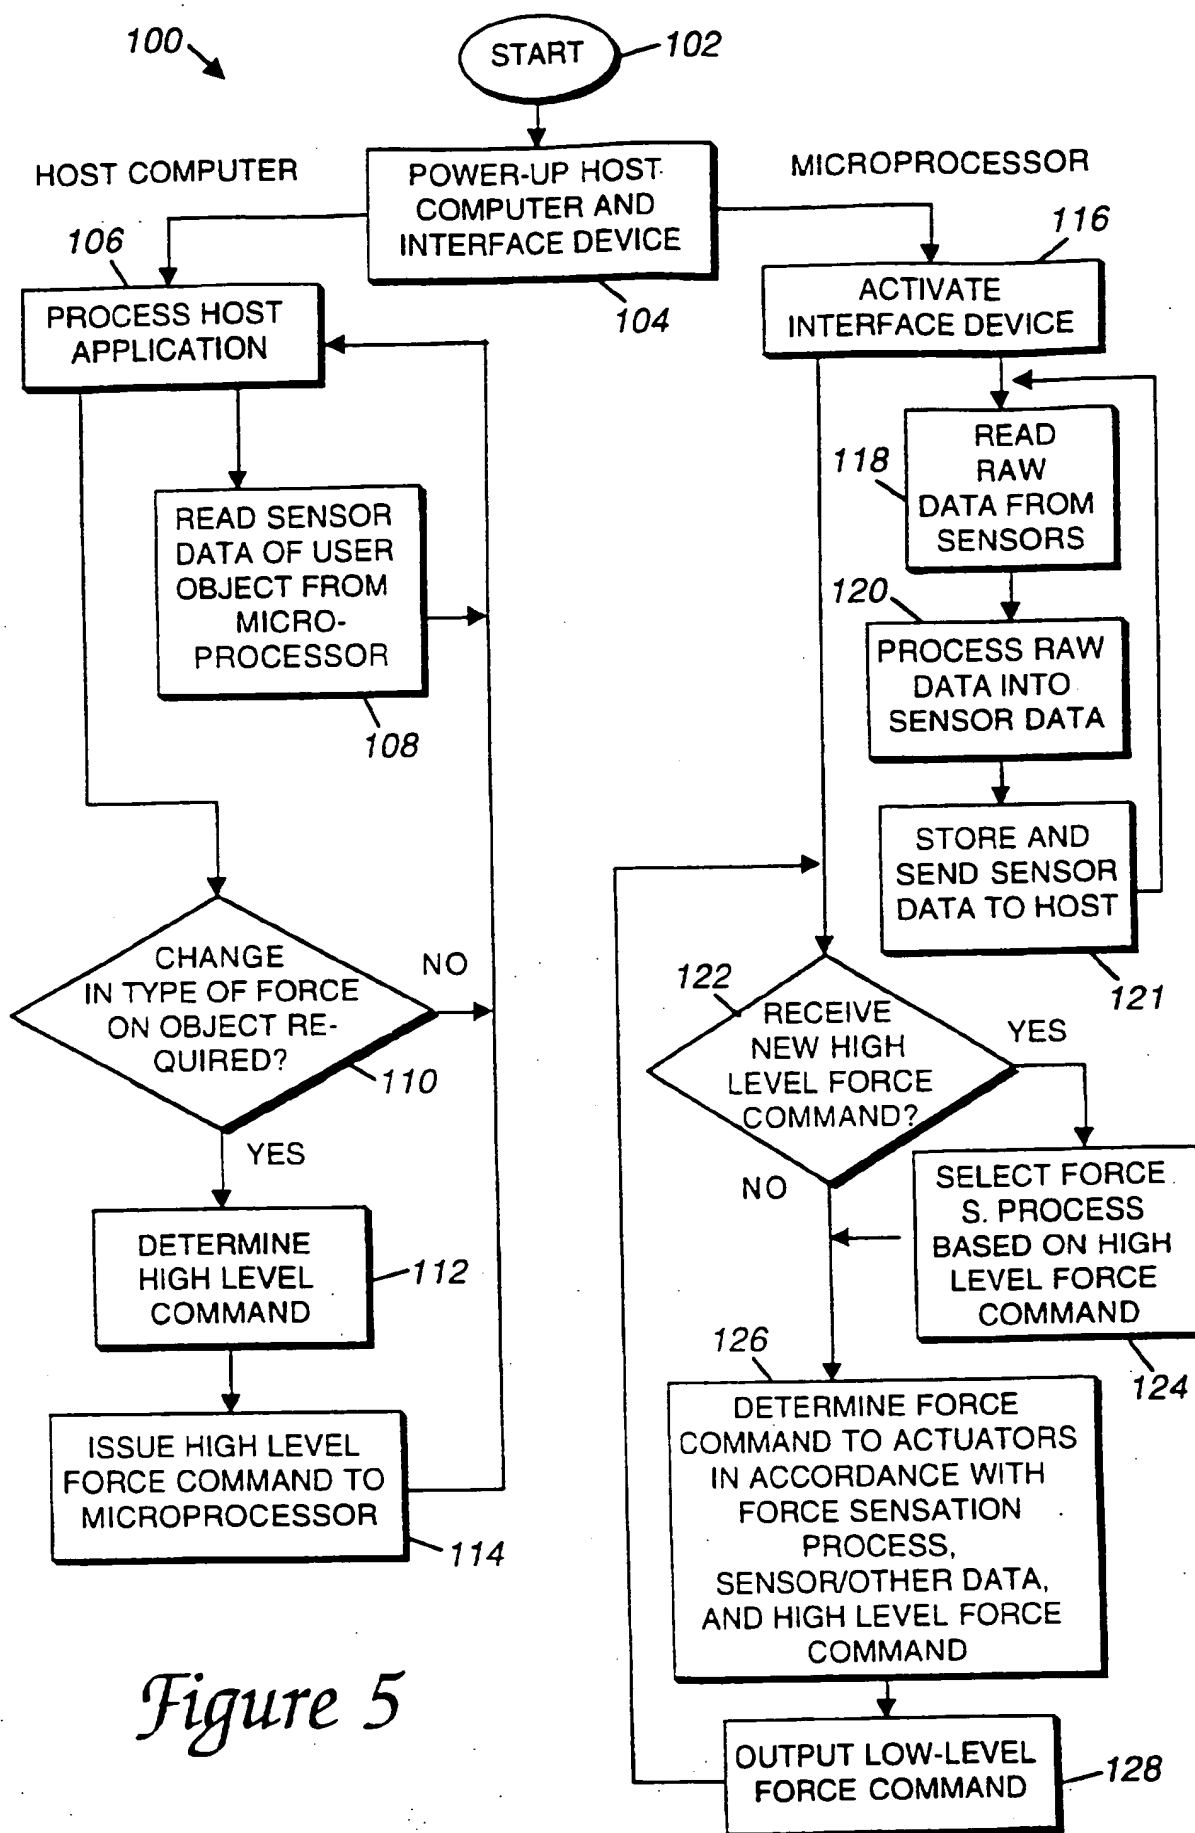 100
START
102
HOST COMPUTER
POWER-UP HOST
COMPUTER AND
INTERFACE DEVICE
104
MICROPROCESSOR
106
PROCESS HOST
APPLICATION
READ SENSOR
DATA OF USER
OBJECT FROM
MICRO-
PROCESSOR
108
CHANGE
IN TYPE OF FORCE
ON OBJECT RE-
QUIRED?
NO
110
YES
DETERMINE
HIGH LEVEL
COMMAND
112
ISSUE HIGH LEVEL
FORCE COMMAND TO
MICROPROCESSOR
114
116
ACTIVATE
INTERFACE DEVICE
118
READ
RAW
DATA FROM
SENSORS
120
PROCESS RAW
DATA INTO
SENSOR DATA
STORE AND
SEND SENSOR
DATA TO HOST
121
122
RECEIVE
NEW HIGH
LEVEL FORCE
COMMAND?
YES
NO
SELECT FORCE
S. PROCESS
BASED ON HIGH
LEVEL FORCE
COMMAND
124
126
DETERMINE FORCE
COMMAND TO ACTUATORS
IN ACCORDANCE WITH
FORCE SENSATION
PROCESS,
SENSOR/OTHER DATA,
AND HIGH LEVEL FORCE
COMMAND
OUTPUT LOW-LEVEL
FORCE COMMAND
128
Figure 5